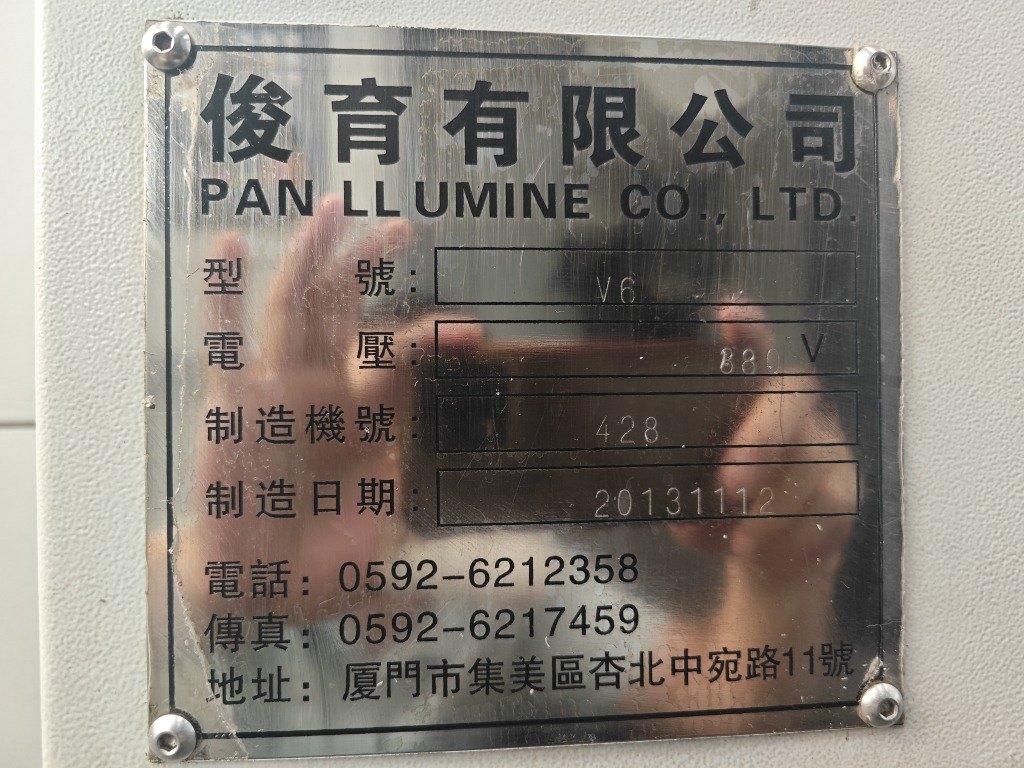 俊育有限公司
PAN LLUMINE CO., LTD.
型號: V6
電壓: 380 V
制造機號: 428
制造日期: 20131112
電話: 0592-6212358
傳真: 0592-6217459
地址: 厦門市集美區杏北中宛路11號